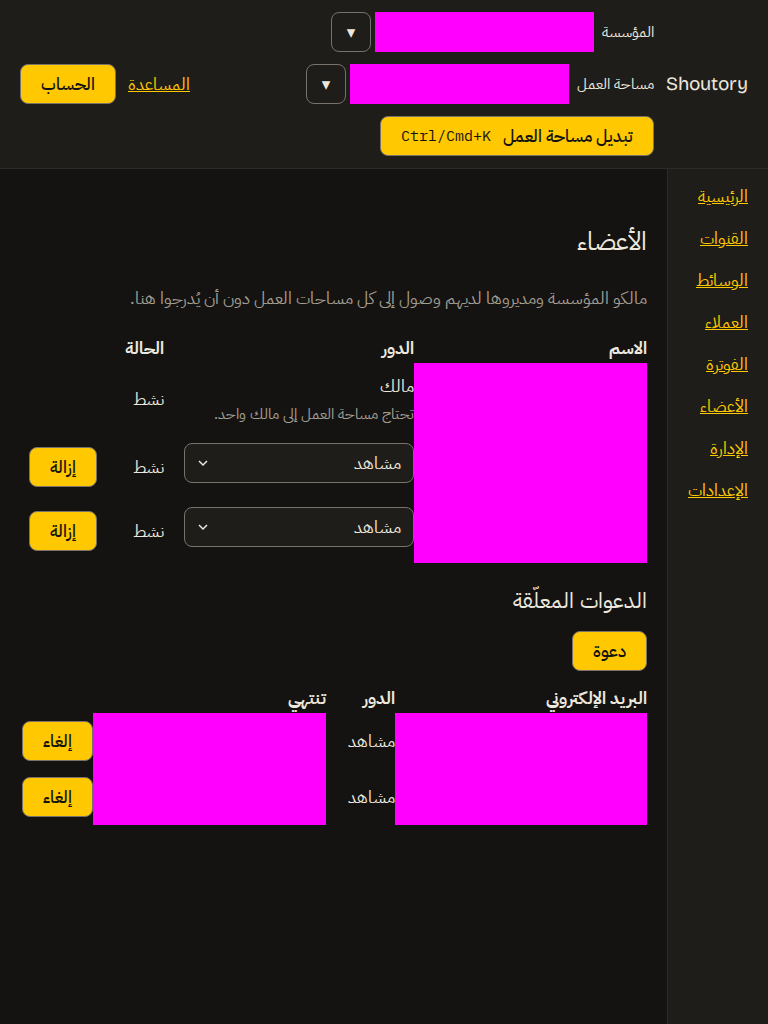 المؤسسة ▼
Shoutory مساحة العمل ▼ المساعدة الحساب
تبديل مساحة العمل Ctrl/Cmd+K
الرئيسية
القنوات
الوسائط
العملاء
الفوترة
الأعضاء
الإدارة
الإعدادات
الأعضاء
مالكو المؤسسة ومديروها لديهم وصول إلى كل مساحات العمل دون أن يُدرجوا هنا.
الاسم الدور الحالة
مالك نشط
تحتاج مساحة العمل إلى مالك واحد.
مشاهد نشط إزالة
مشاهد نشط إزالة
الدعوات المعلّقة
دعوة
البريد الإلكتروني الدور تنتهي
مشاهد إلغاء
مشاهد إلغاء